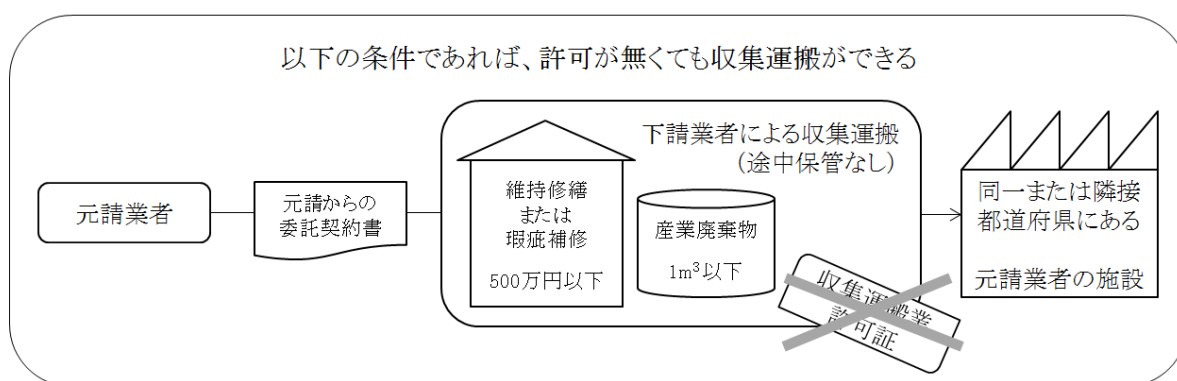 以下の条件であれば、許可が無くても収集運搬ができる
元請業者
元請からの
委託契約書
下請業者による収集運搬
（途中保管なし）
維持修繕
または
瑕疵補修
500万円以下
産業廃棄物
1m³以下
収集運搬業
許可証
同一または隣接
都道府県にある
元請業者の施設